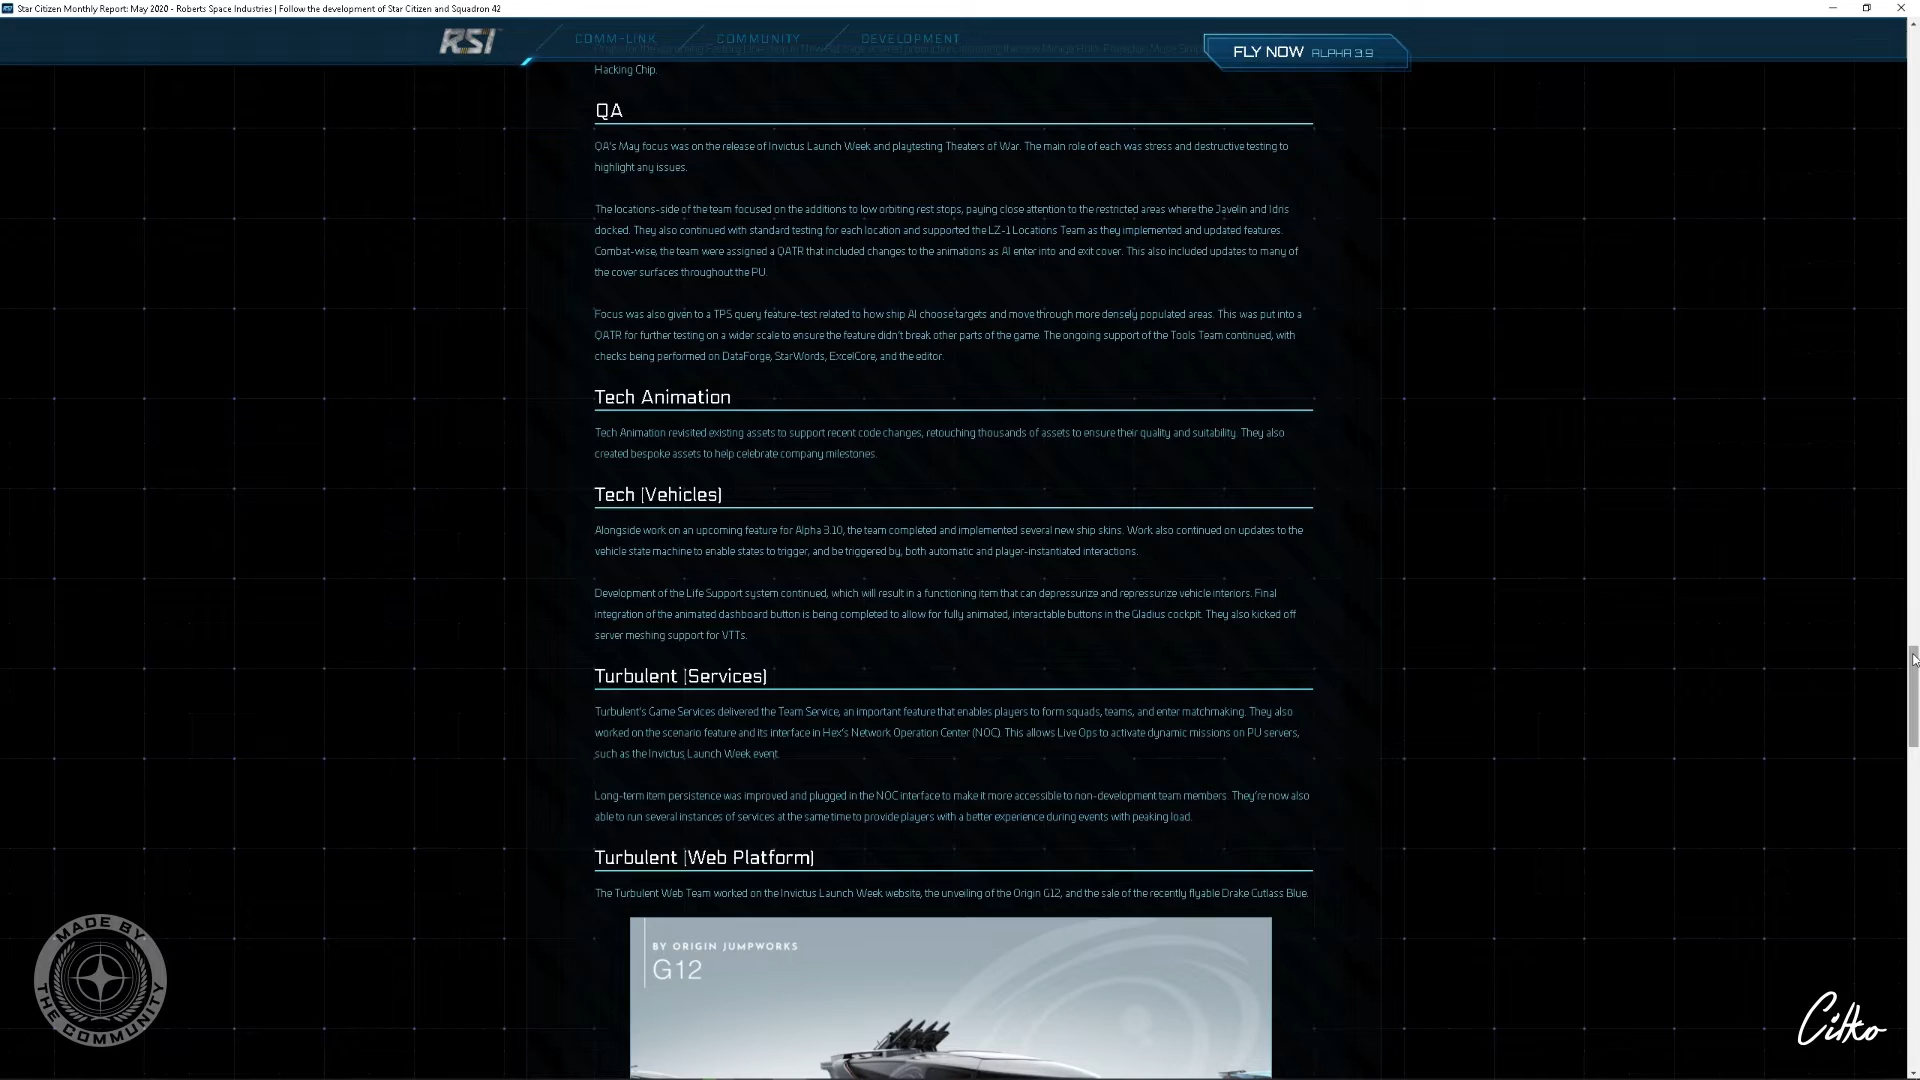 Star Citizen Monthly Report: May 2020 - Roberts Space Industries | Follow the development of Star Citizen and Squadron 42
RSI
COMM-LINK
COMMUNITY
DEVELOPMENT
FLY NOW ALPHA 3.9
Hacking Chip.
QA
QA's May focus was on the release of Invictus Launch Week and playtesting Theaters of War. The main role of each was stress and destructive testing to
highlight any issues.
The locations-side of the team focused on the additions to low orbiting rest stops, paying close attention to the restricted areas where the Javelin and Idris
docked. They also continued with standard testing for each location and supported the LZ-1 Locations Team as they implemented and updated features.
Combat-wise, the team were assigned a QATR that included changes to the animations as AI enter into and exit cover. This also included updates to many of
the cover surfaces throughout the PU.
Focus was also given to a TPS query feature-test related to how ship AI choose targets and move through more densely populated areas. This was put into a
QATR for further testing on a wider scale to ensure the feature didn't break other parts of the game. The ongoing support of the Tools Team continued, with
checks being performed on DataForge, StarWords, ExcelCore, and the editor.
Tech Animation
Tech Animation revisited existing assets to support recent code changes, retouching thousands of assets to ensure their quality and suitability. They also
created bespoke assets to help celebrate company milestones.
Tech (Vehicles)
Alongside work on an upcoming feature for Alpha 3.10, the team completed and implemented several new ship skins. Work also continued on updates to the
vehicle state machine to enable states to trigger, and be triggered by, both automatic and player-instantiated interactions.
Development of the Life Support system continued, which will result in a functioning item that can depressurize and repressurize vehicle interiors. Final
integration of the animated dashboard button is being completed to allow for fully animated, interactable buttons in the Gladius cockpit. They also kicked off
server meshing support for VTTs.
Turbulent (Services)
Turbulent's Game Services delivered the Team Service, an important feature that enables players to form squads, teams, and enter matchmaking. They also
worked on the scenario feature and its interface in Hex's Network Operation Center (NOC). This allows Live Ops to activate dynamic missions on PU servers,
such as the Invictus Launch Week event.
Long-term item persistence was improved and plugged in the NOC interface to make it more accessible to non-development team members. They're now also
able to run several instances of services at the same time to provide players with a better experience during events with peaking load.
Turbulent (Web Platform)
The Turbulent Web Team worked on the Invictus Launch Week website, the unveiling of the Origin G12, and the sale of the recently flyable Drake Cutlass Blue.
BY ORIGIN JUMPWORKS
G12
MADE BY
THE COMMUNITY